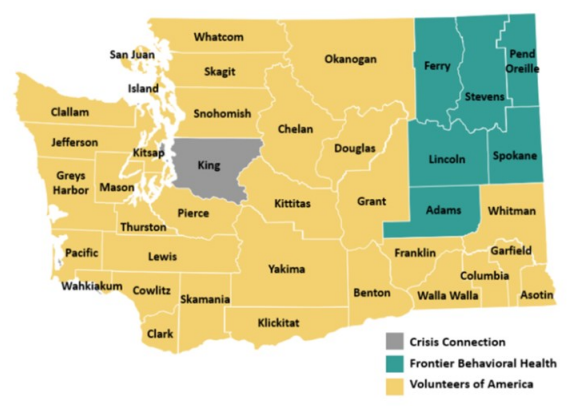 Whatcom
San Juan
Okanogan
Ferry
Pend
Oreille
Skagit
Island
Stevens
Clallam
Snohomish
Chelan
Jefferson
Kitsap
Douglas
King
Lincoln
Spokane
Greys
Harbor
Mason
Kittitas
Grant
Adams
Whitman
Pierce
Thurston
Pacific
Lewis
Franklin
Garfield
Yakima
Columbia
Wahkiakum
Cowlitz
Skamania
Benton
Walla Walla
Asotin
Clark
Klickitat
Crisis Connection
Frontier Behavioral Health
Volunteers of America